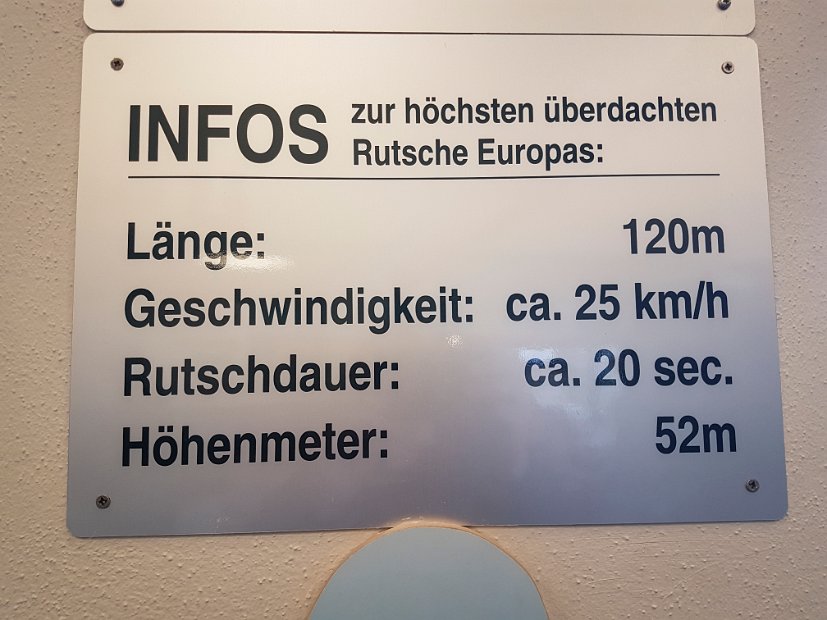 INFOS zur höchsten überdachten
Rutsche Europas:
Länge: 120m
Geschwindigkeit: ca. 25 km/h
Rutschdauer: ca. 20 sec.
Höhenmeter: 52m